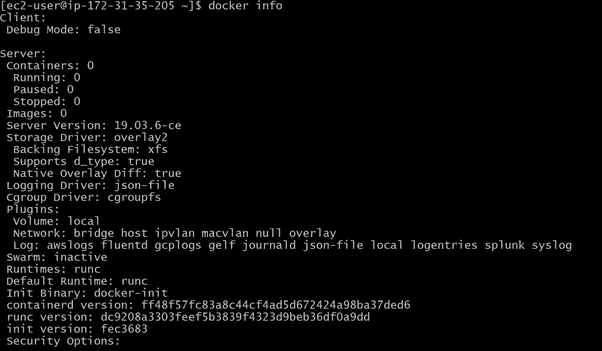 [ec2-user@ip-172-31-35-205 ~]$ docker info
Client:
 Debug Mode: false

Server:
 Containers: 0
  Running: 0
  Paused: 0
  Stopped: 0
 Images: 0
 Server Version: 19.03.6-ce
 Storage Driver: overlay2
  Backing Filesystem: xfs
  Supports d_type: true
  Native Overlay Diff: true
 Logging Driver: json-file
 Cgroup Driver: cgroupfs
 Plugins:
  Volume: local
  Network: bridge host ipvlan macvlan null overlay
  Log: awslogs fluentd gcplogs gelf journald json-file local logentries splunk syslog
 Swarm: inactive
 Runtimes: runc
 Default Runtime: runc
 Init Binary: docker-init
 containerd version: ff48f57fc83a8c44cf4ad5d672424a98ba37ded6
 runc version: dc9208a3303feef5b3839f4323d9beb36df0a9dd
 init version: fec3683
 Security Options: